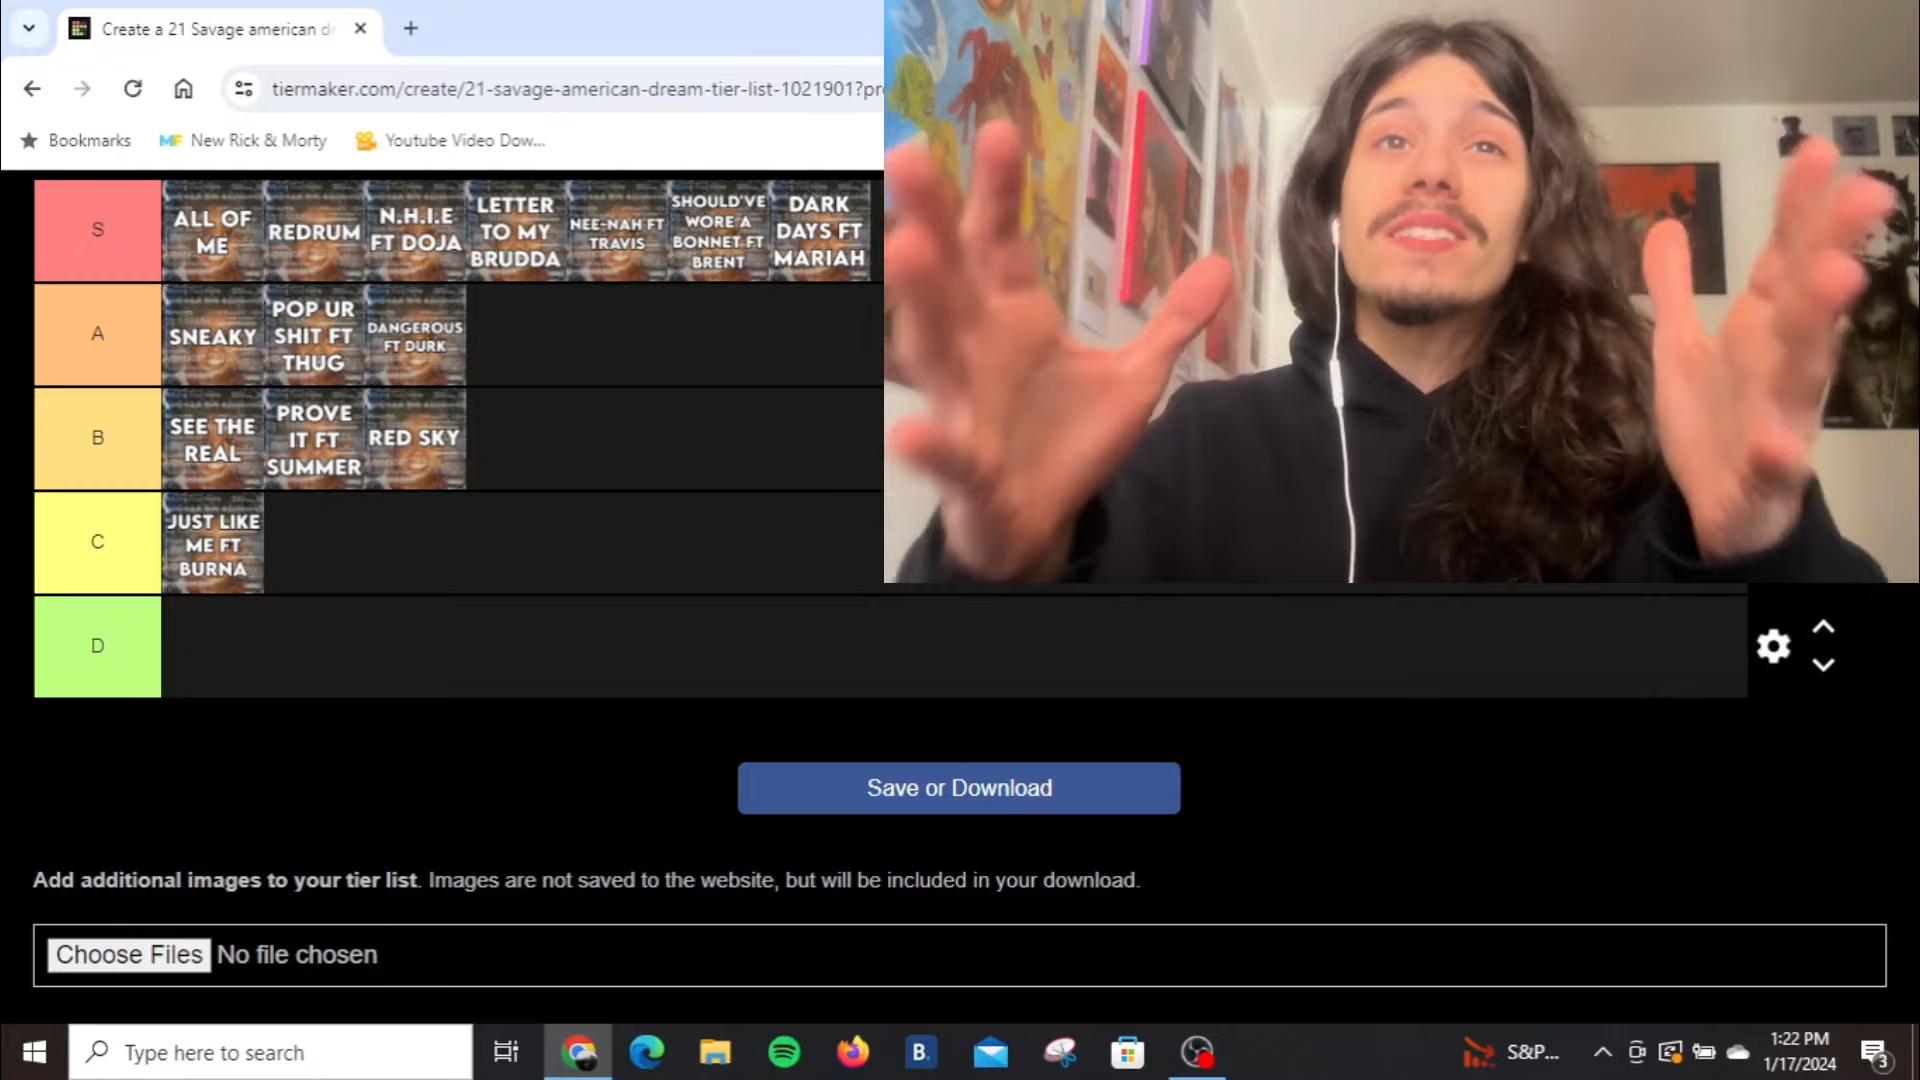 Create a 21 Savage american dr
tiermaker.com/create/21-savage-american-dream-tier-list-1021901?pr
Bookmarks
New Rick & Morty
Youtube Video Dow...
S
ALL OF
ME
REDRUM
N.H.I.E
FT DOJA
LETTER
TO MY
BRUDDA
NEE-NAH FT
TRAVIS
SHOULD'VE
WORE A
BONNET FT
BRENT
DARK
DAYS FT
MARIAH
A
SNEAKY
POP UR
SHIT FT
THUG
DANGEROUS
FT DURK
B
SEE THE
REAL
PROVE
IT FT
SUMMER
RED SKY
C
JUST LIKE
ME FT
BURNA
D
Save or Download
Add additional images to your tier list. Images are not saved to the website, but will be included in your download.
Choose Files No file chosen
Type here to search
B.
S&P...
1:22 PM
1/17/2024
3